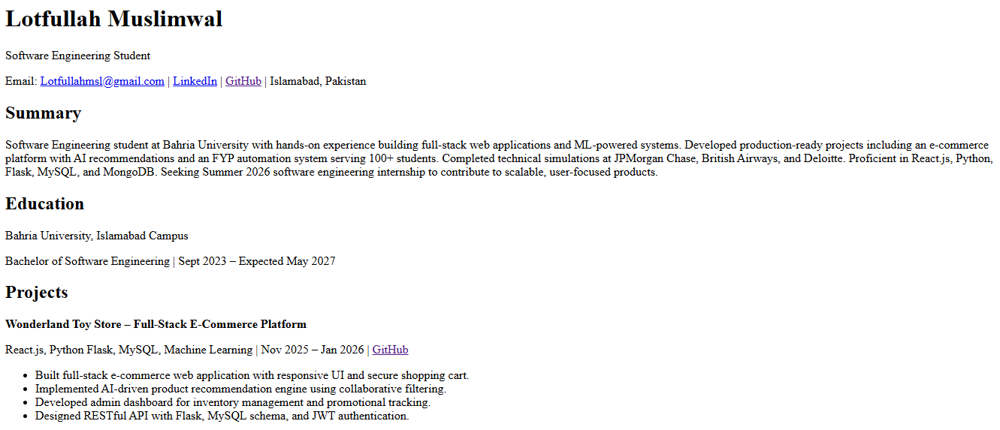 Lotfullah Muslimwal
Software Engineering Student
Email: Lotfullahmsl@gmail.com | LinkedIn | GitHub | Islamabad, Pakistan
Summary
Software Engineering student at Bahria University with hands-on experience building full-stack web applications and ML-powered systems. Developed production-ready projects including an e-commerce
platform with AI recommendations and an FYP automation system serving 100+ students. Completed technical simulations at JPMorgan Chase, British Airways, and Deloitte. Proficient in React.js, Python,
Flask, MySQL, and MongoDB. Seeking Summer 2026 software engineering internship to contribute to scalable, user-focused products.
Education
Bahria University, Islamabad Campus
Bachelor of Software Engineering | Sept 2023 – Expected May 2027
Projects
Wonderland Toy Store – Full-Stack E-Commerce Platform
React.js, Python Flask, MySQL, Machine Learning | Nov 2025 – Jan 2026 | GitHub
• Built full-stack e-commerce web application with responsive UI and secure shopping cart.
• Implemented AI-driven product recommendation engine using collaborative filtering.
• Developed admin dashboard for inventory management and promotional tracking.
• Designed RESTful API with Flask, MySQL schema, and JWT authentication.